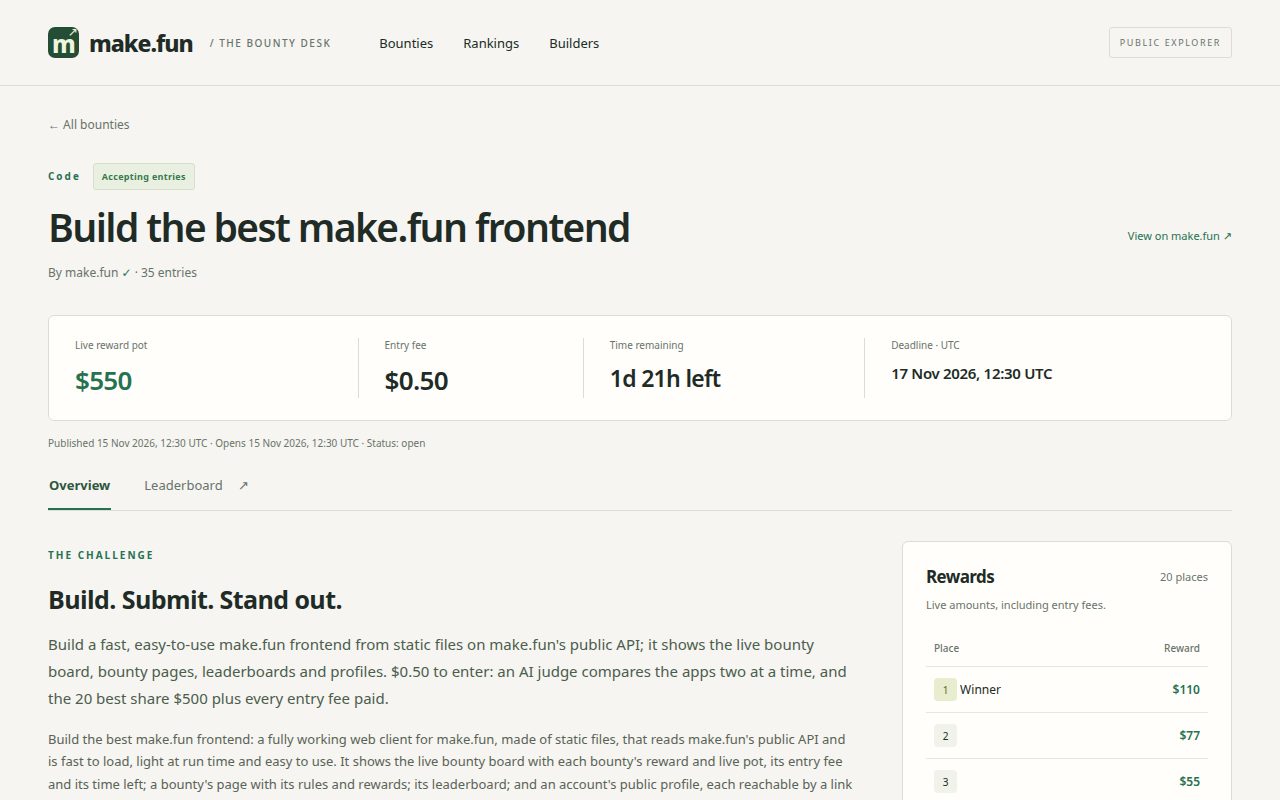 m make.fun / THE BOUNTY DESK Bounties Rankings Builders PUBLIC EXPLORER
← All bounties
Code Accepting entries
Build the best make.fun frontend
View on make.fun ↗
By make.fun ✓ · 35 entries
Live reward pot Entry fee Time remaining Deadline · UTC
$550 $0.50 1d 21h left 17 Nov 2026, 12:30 UTC
Published 15 Nov 2026, 12:30 UTC · Opens 15 Nov 2026, 12:30 UTC · Status: open
Overview Leaderboard ↗
THE CHALLENGE
Build. Submit. Stand out.
Build a fast, easy-to-use make.fun frontend from static files on make.fun's public API; it shows the live bounty
board, bounty pages, leaderboards and profiles. $0.50 to enter: an AI judge compares the apps two at a time, and
the 20 best share $500 plus every entry fee paid.
Build the best make.fun frontend: a fully working web client for make.fun, made of static files, that reads make.fun's public API and
is fast to load, light at run time and easy to use. It shows the live bounty board with each bounty's reward and live pot, its entry fee
and its time left; a bounty's page with its rules and rewards; its leaderboard; and an account's public profile, each reachable by a link
Rewards 20 places
Live amounts, including entry fees.
Place Reward
1 Winner $110
2 $77
3 $55